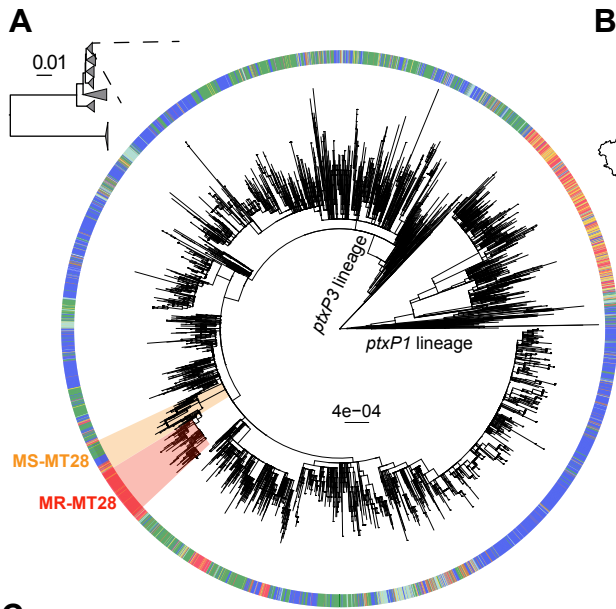 A
B
0.01
ptxP3 lineage
ptxP1 lineage
4e−04
MS-MT28
MR-MT28